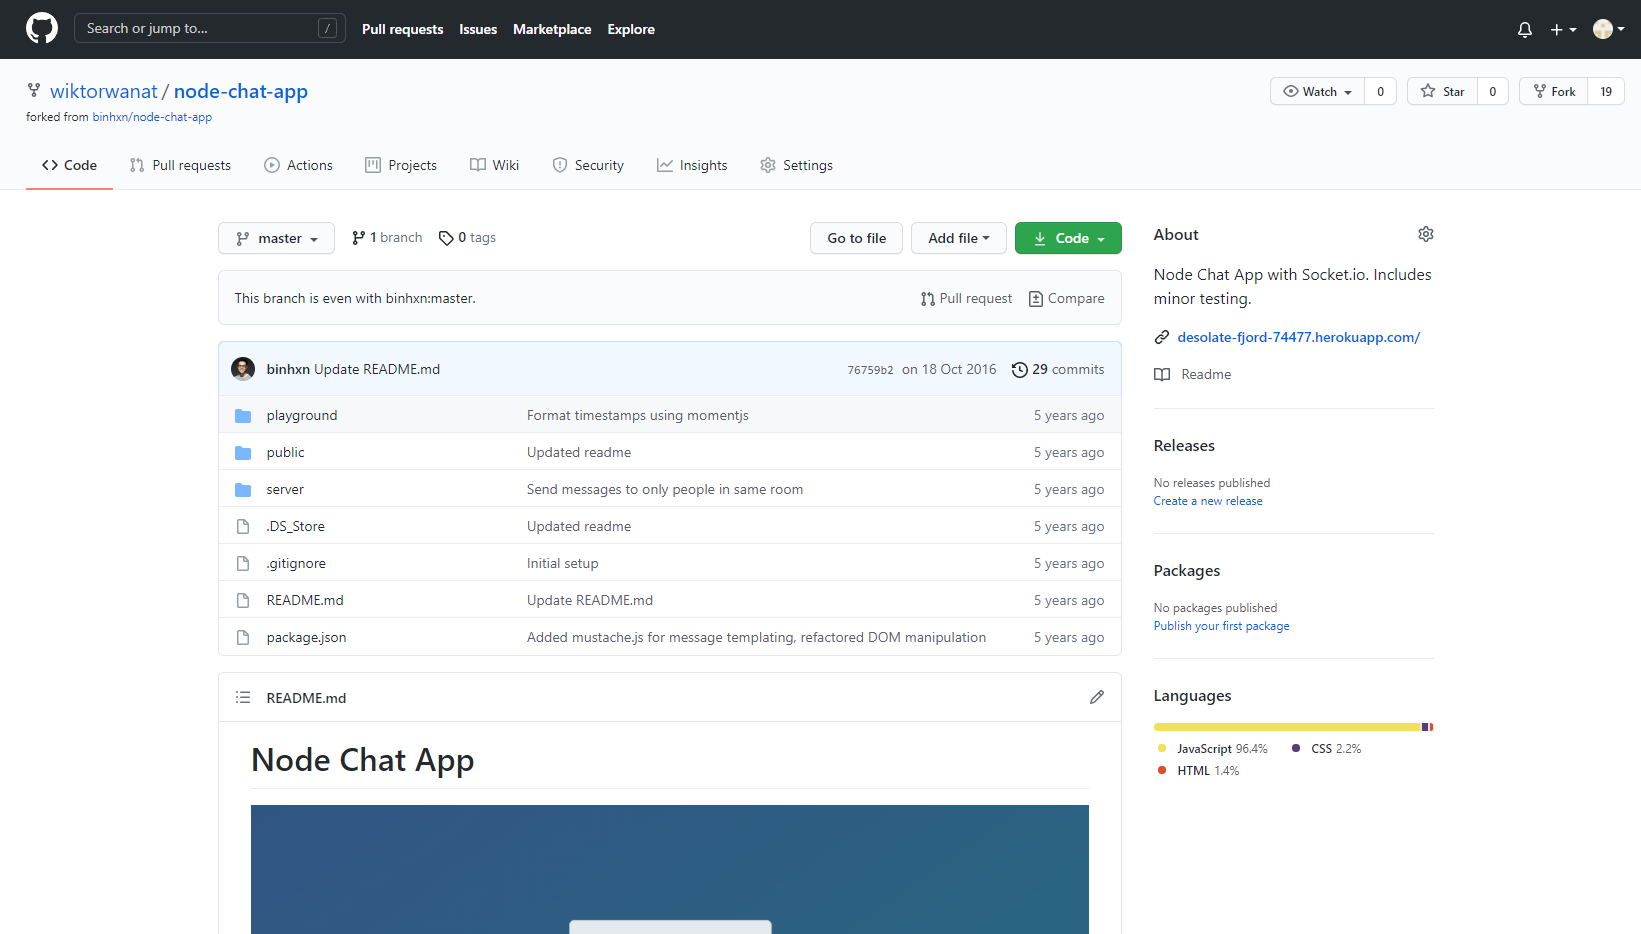 Search or jump to... / Pull requests Issues Marketplace Explore
wiktorwanat / node-chat-app Watch 0 Star 0 Fork 19
forked from binhxn/node-chat-app
Code Pull requests Actions Projects Wiki Security Insights Settings
master 1 branch 0 tags Go to file Add file Code
This branch is even with binhxn:master. Pull request Compare
binhxn Update README.md 76759b2 on 18 Oct 2016 29 commits
playground Format timestamps using momentjs 5 years ago
public Updated readme 5 years ago
server Send messages to only people in same room 5 years ago
.DS_Store Updated readme 5 years ago
.gitignore Initial setup 5 years ago
README.md Update README.md 5 years ago
package.json Added mustache.js for message templating, refactored DOM manipulation 5 years ago
README.md
Node Chat App
About
Node Chat App with Socket.io. Includes
minor testing.
desolate-fjord-74477.herokuapp.com/
Readme
Releases
No releases published
Create a new release
Packages
No packages published
Publish your first package
Languages
JavaScript 96.4% CSS 2.2%
HTML 1.4%